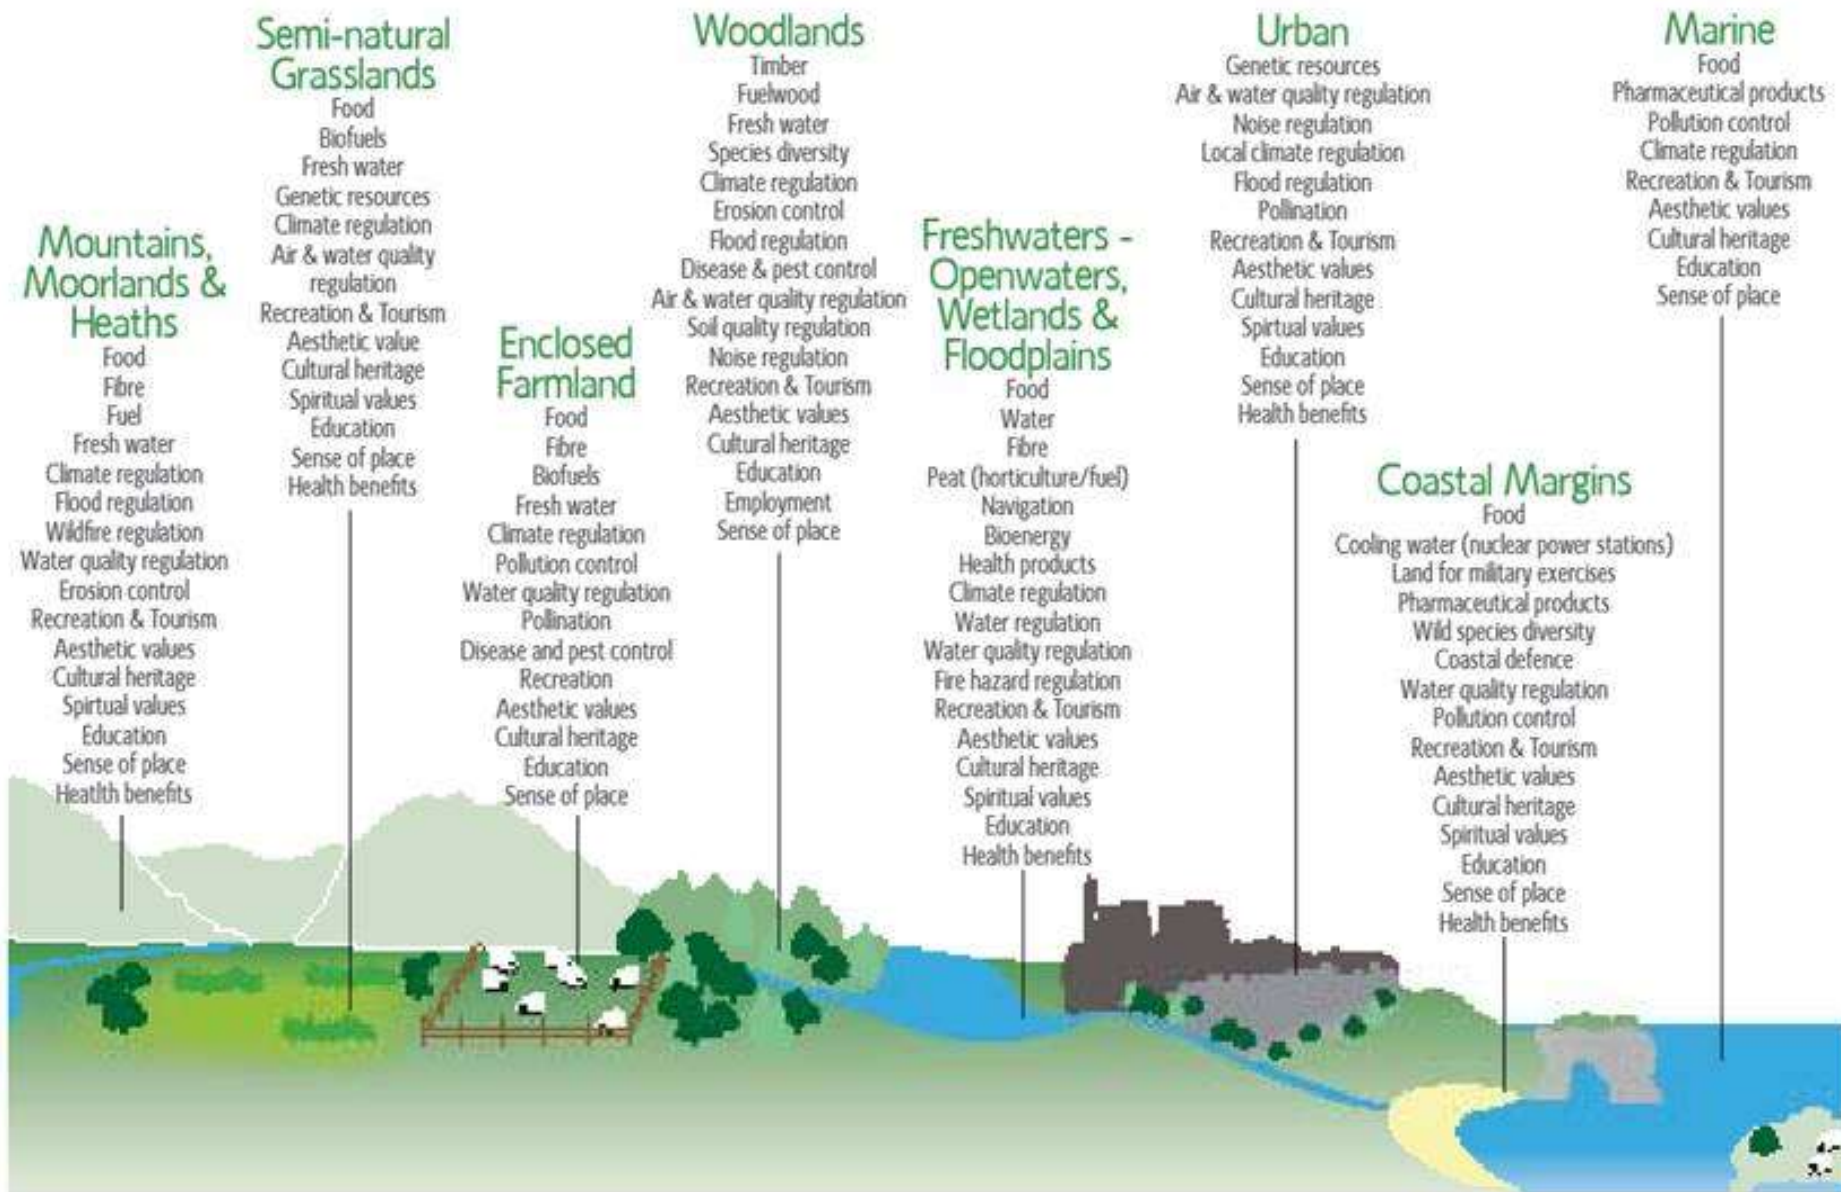 Mountains,
Moorlands &
Heaths
Food
Fibre
Fuel
Fresh water
Climate regulation
Flood regulation
Wildfire regulation
Water quality regulation
Erosion control
Recreation & Tourism
Aesthetic values
Cultural heritage
Spirtual values
Education
Sense of place
Heatlth benefits
Semi-natural
Grasslands
Food
Biofuels
Fresh water
Genetic resources
Climate regulation
Air & water quality
regulation
Recreation & Tourism
Aesthetic value
Cultural heritage
Spiritual values
Education
Sense of place
Health benefits
Enclosed
Farmland
Food
Fibre
Biofuels
Fresh water
Climate regulation
Pollution control
Water quality regulation
Pollination
Disease and pest control
Recreation
Aesthetic values
Cultural heritage
Education
Sense of place
Woodlands
Timber
Fuelwood
Fresh water
Species diversity
Climate regulation
Erosion control
Flood regulation
Disease & pest control
Air & water quality regulation
Soil quality regulation
Noise regulation
Recreation & Tourism
Aesthetic values
Cultural heritage
Education
Employment
Sense of place
Freshwaters -
Openwaters,
Wetlands &
Floodplains
Food
Water
Fibre
Peat (horticulture/fuel)
Navigation
Bioenergy
Health products
Climate regulation
Water regulation
Water quality regulation
Fire hazard regulation
Recreation & Tourism
Aesthetic values
Cultural heritage
Spiritual values
Education
Health benefits
Urban
Genetic resources
Air & water quality regulation
Noise regulation
Local climate regulation
Flood regulation
Pollination
Recreation & Tourism
Aesthetic values
Cultural heritage
Spirtual values
Education
Sense of place
Health benefits
Coastal Margins
Food
Cooling water (nuclear power stations)
Land for military exercises
Pharmaceutical products
Wild species diversity
Coastal defence
Water quality regulation
Pollution control
Recreation & Tourism
Aesthetic values
Cultural heritage
Spiritual values
Education
Sense of place
Health benefits
Marine
Food
Pharmaceutical products
Pollution control
Climate regulation
Recreation & Tourism
Aesthetic values
Cultural heritage
Education
Sense of place